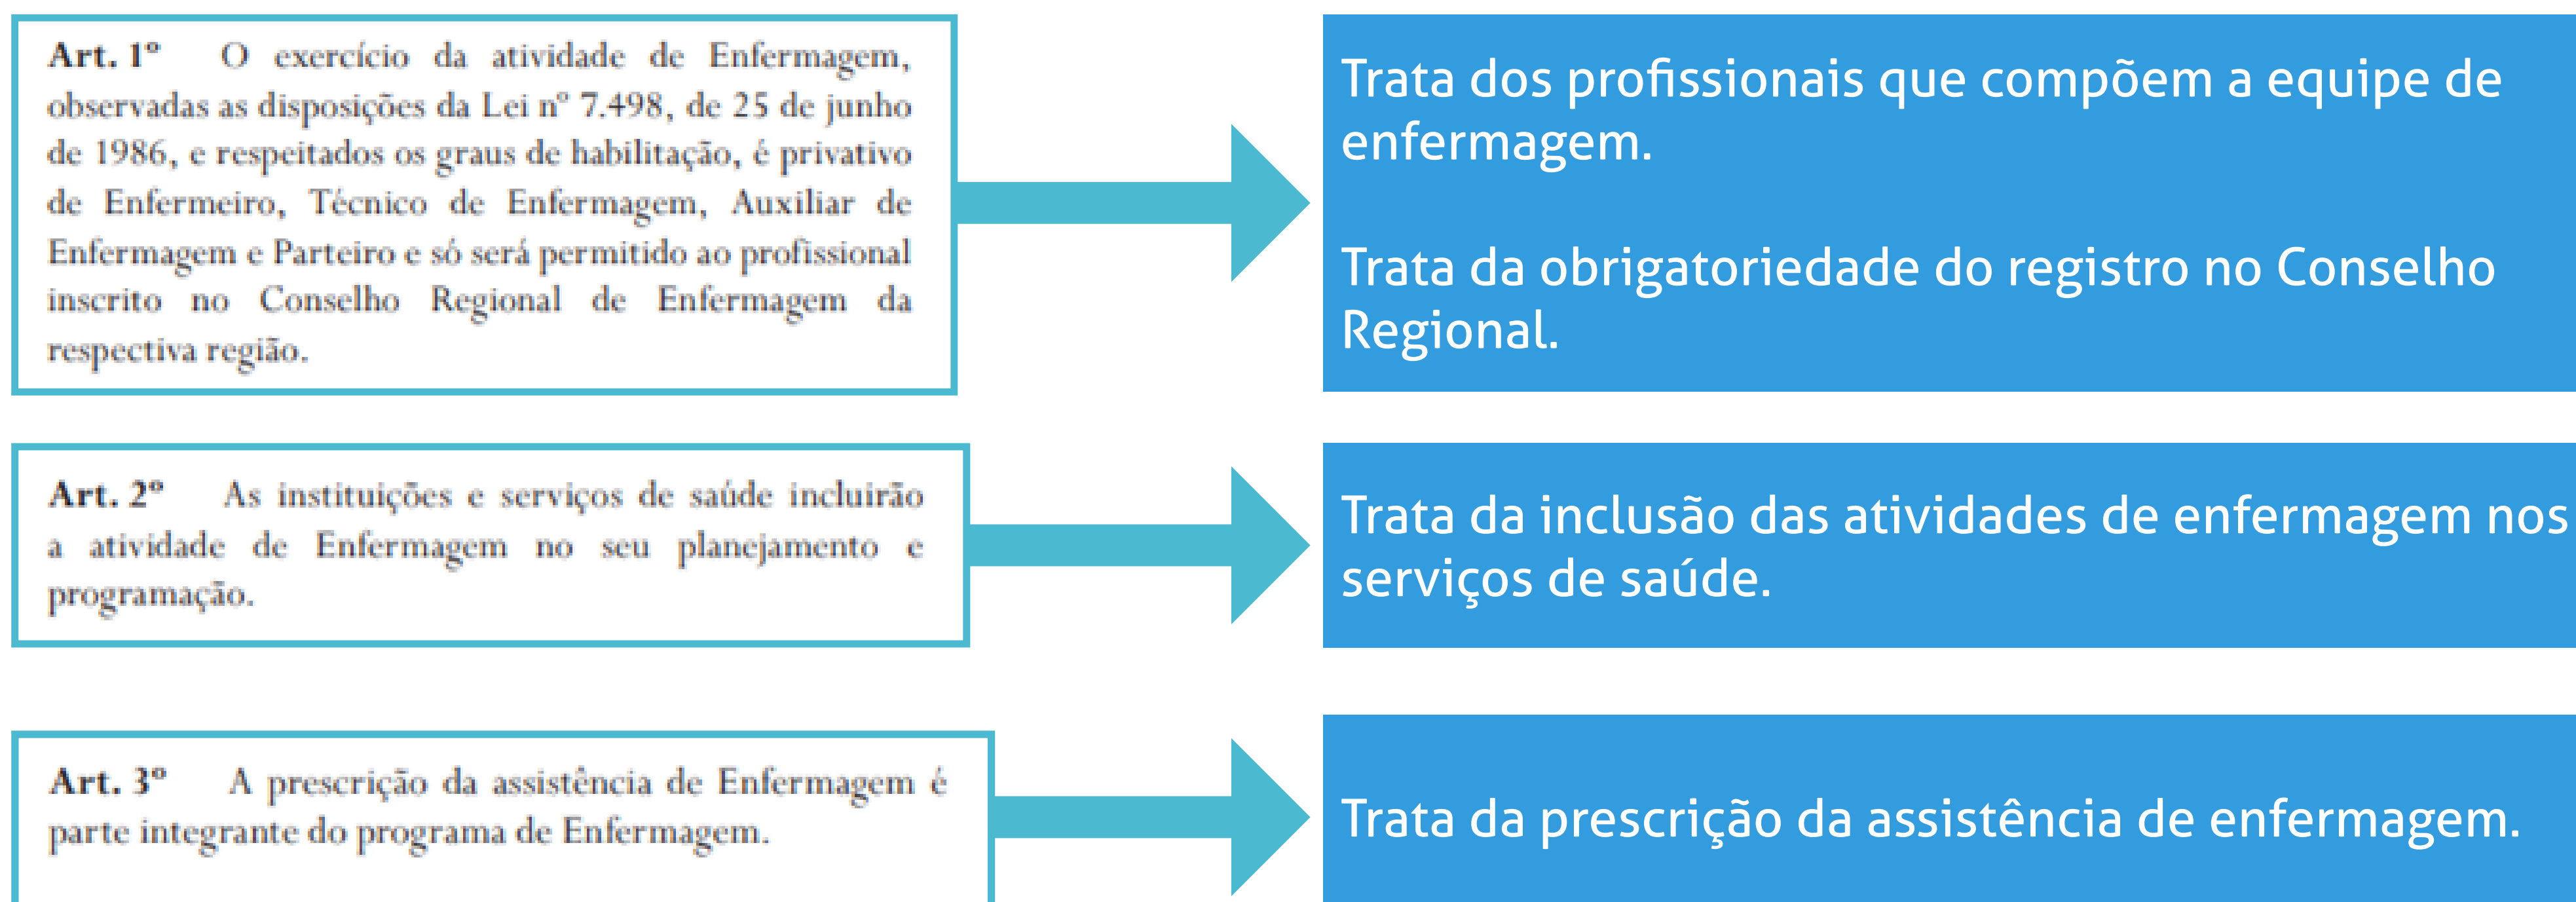 Art. 1º O exercício da atividade de Enfermagem,
observadas as disposições da Lei nº 7.498, de 25 de junho
de 1986, e respeitados os graus de habilitação, é privativo
de Enfermeiro, Técnico de Enfermagem, Auxiliar de
Enfermagem e Parteiro e só será permitido ao profissional
inscrito no Conselho Regional de Enfermagem da
respectiva região.
Trata dos profissionais que compõem a equipe de
enfermagem.
Trata da obrigatoriedade do registro no Conselho
Regional.
Art. 2º As instituições e serviços de saúde incluirão
a atividade de Enfermagem no seu planejamento e
programação.
Trata da inclusão das atividades de enfermagem nos
serviços de saúde.
Art. 3º A prescrição da assistência de Enfermagem é
parte integrante do programa de Enfermagem.
Trata da prescrição da assistência de enfermagem.